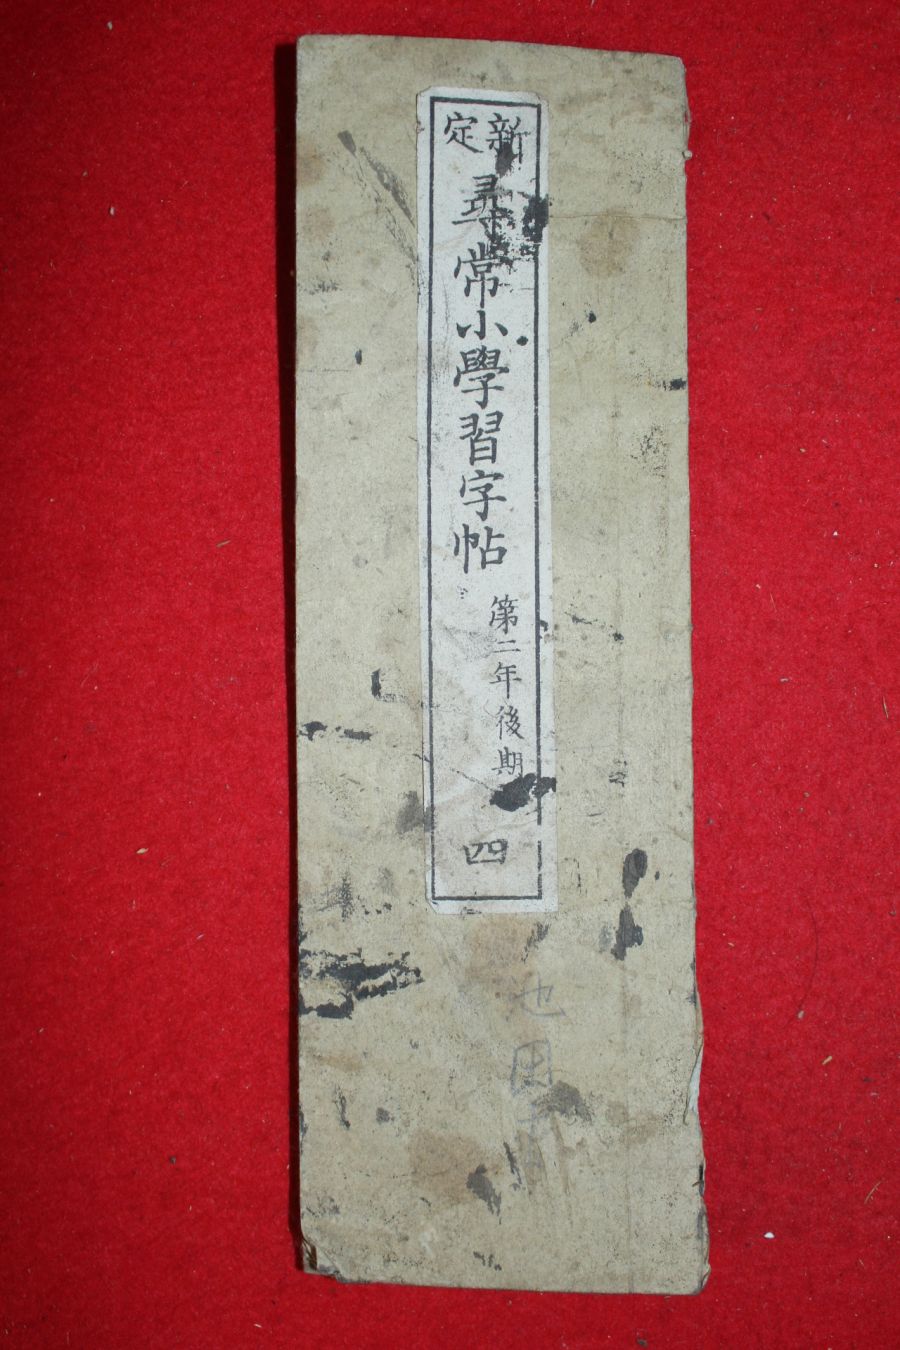 新定
尋常小學習字帖
第二年後期
四